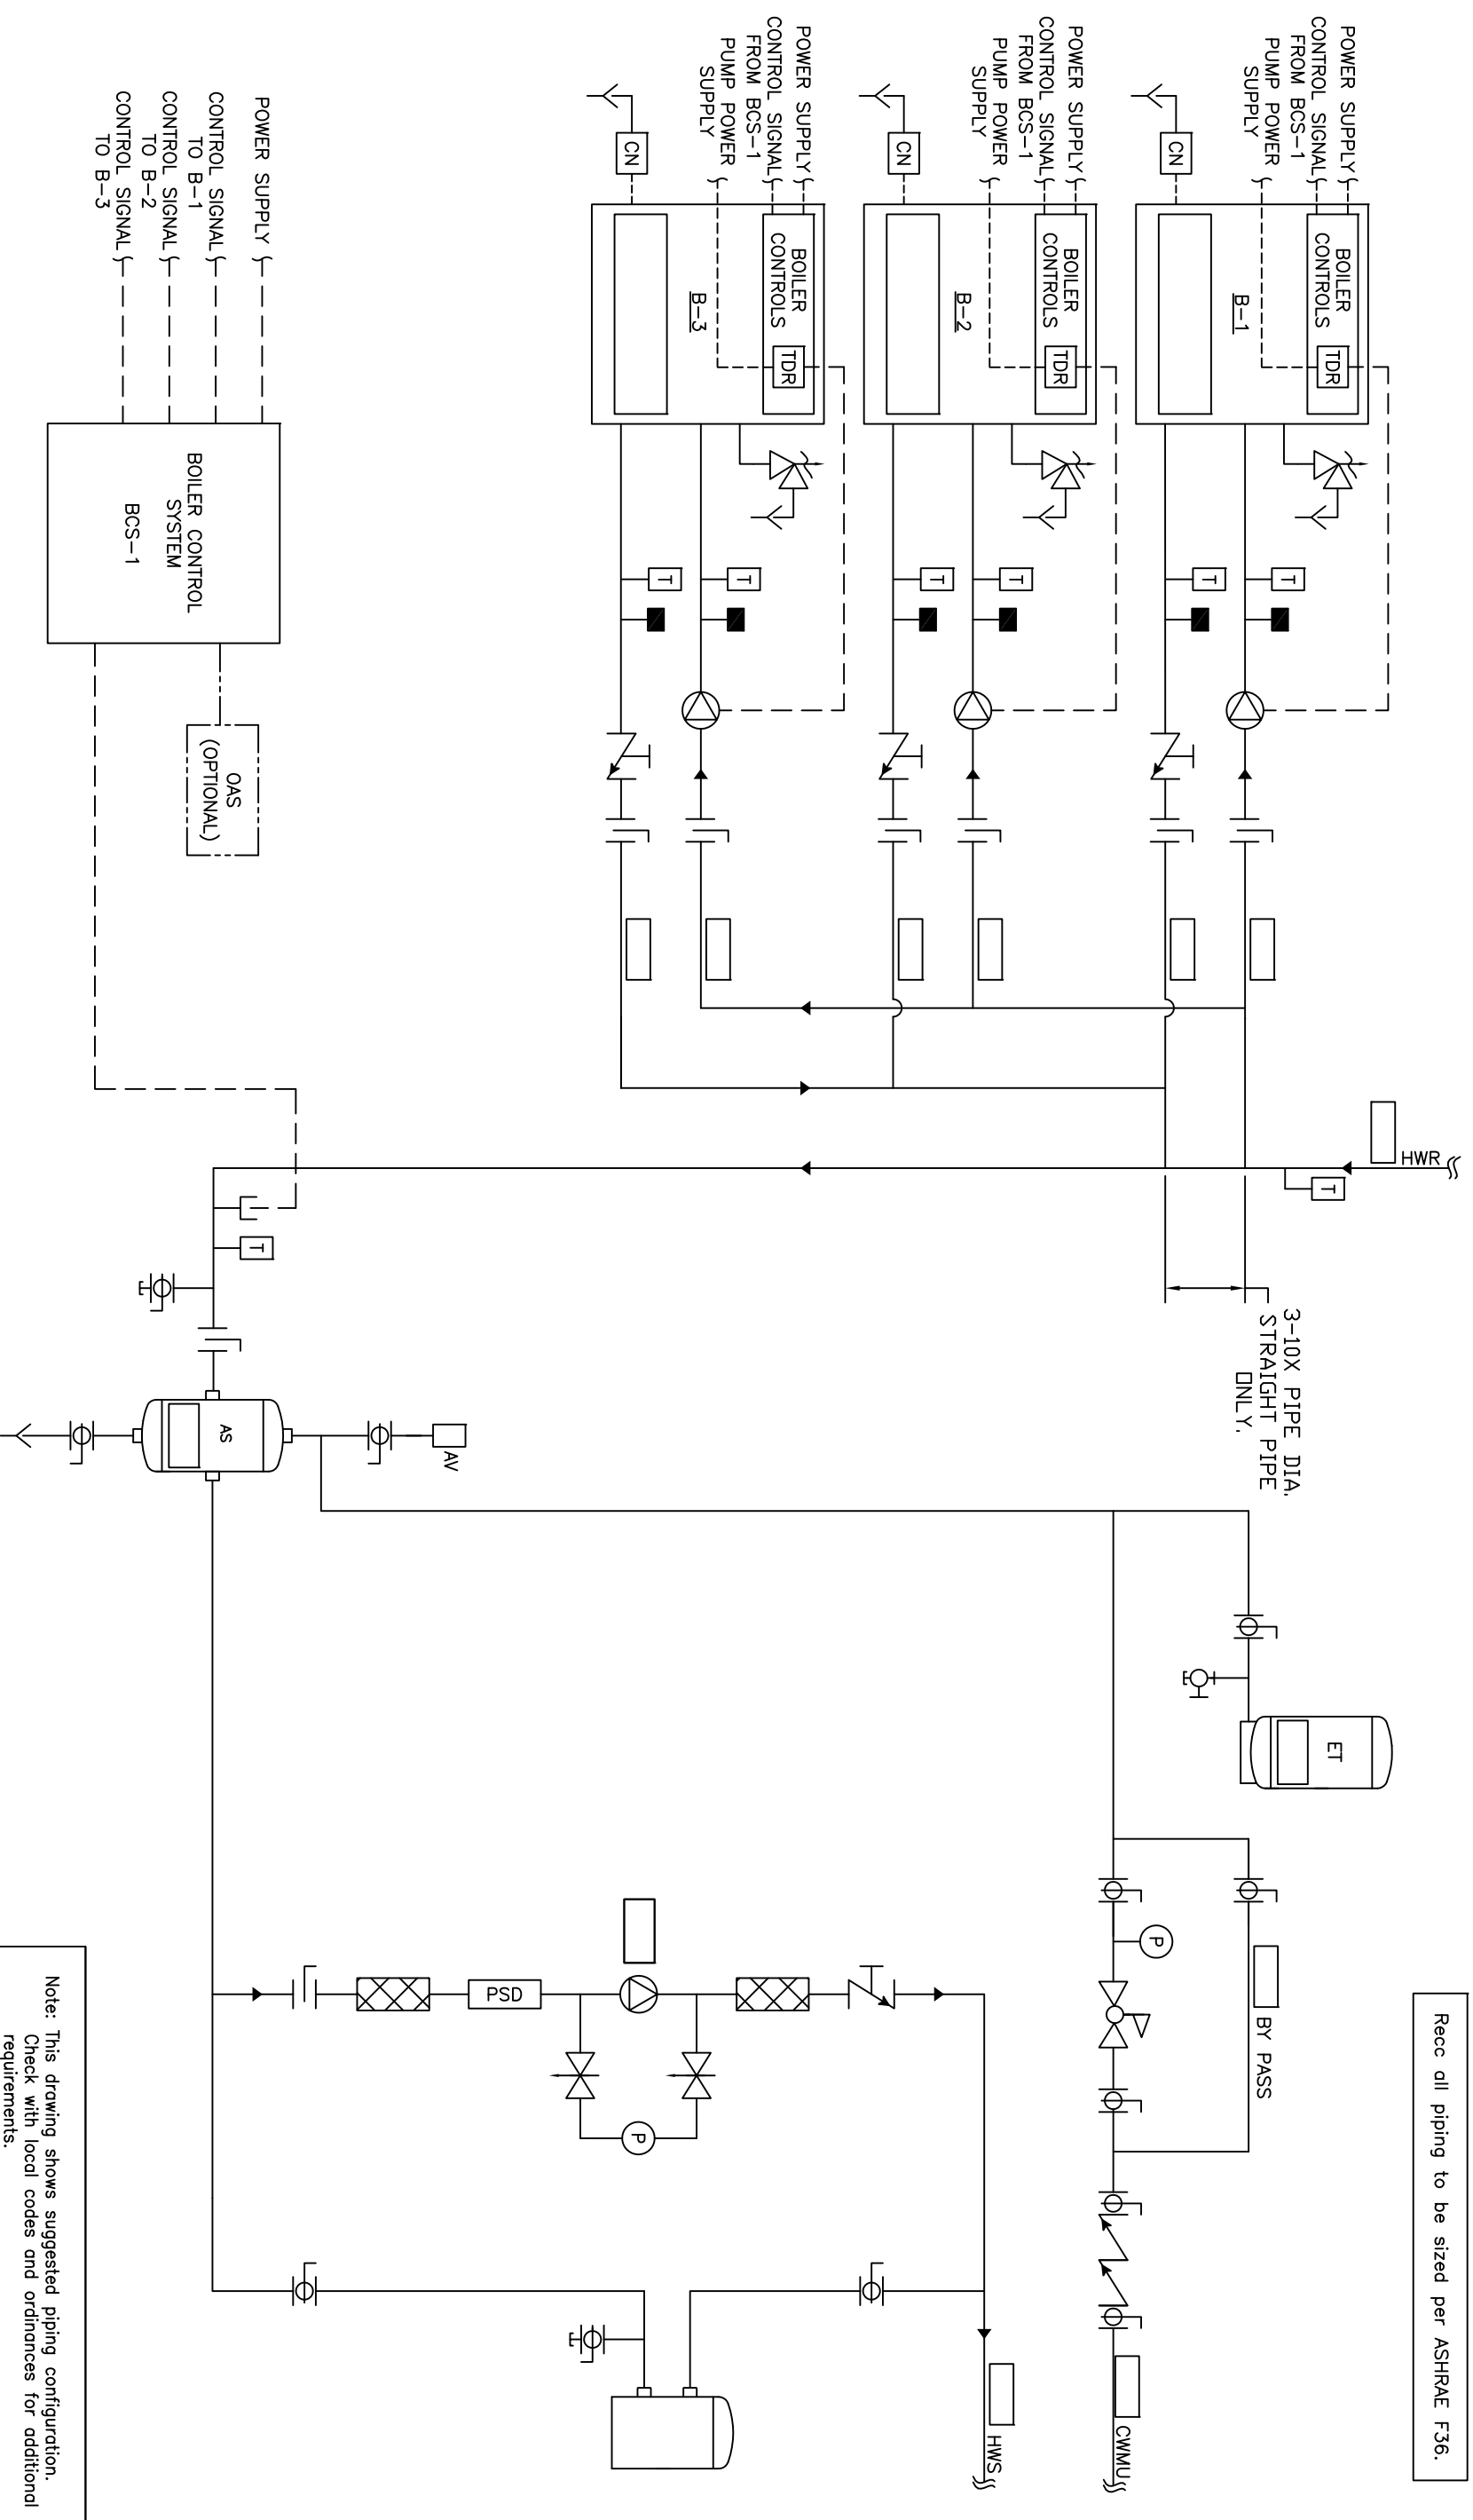 Recc all piping to be sized per ASHRAE F36.
POWER SUPPLY
CONTROL SIGNAL
FROM BCS-1
PUMP POWER
SUPPLY
CN
BOILER
CONTROLS
TDR
B-1
T
T
POWER SUPPLY
CONTROL SIGNAL
FROM BCS-1
PUMP POWER
SUPPLY
CN
BOILER
CONTROLS
TDR
B-2
T
T
POWER SUPPLY
CONTROL SIGNAL
FROM BCS-1
PUMP POWER
SUPPLY
CN
BOILER
CONTROLS
TDR
B-3
T
T
HWR
T
3-10X PIPE DIA.
STRAIGHT PIPE
ONLY.
ET
P
BY PASS
CWMU
HWS
PSD
P
AV
AS
T
POWER SUPPLY
CONTROL SIGNAL
TO B-1
CONTROL SIGNAL
TO B-2
CONTROL SIGNAL
TO B-3
BOILER CONTROL
SYSTEM
BCS-1
OAS
(OPTIONAL)
Note: This drawing shows suggested piping configuration.
Check with local codes and ordinances for additional
requirements.